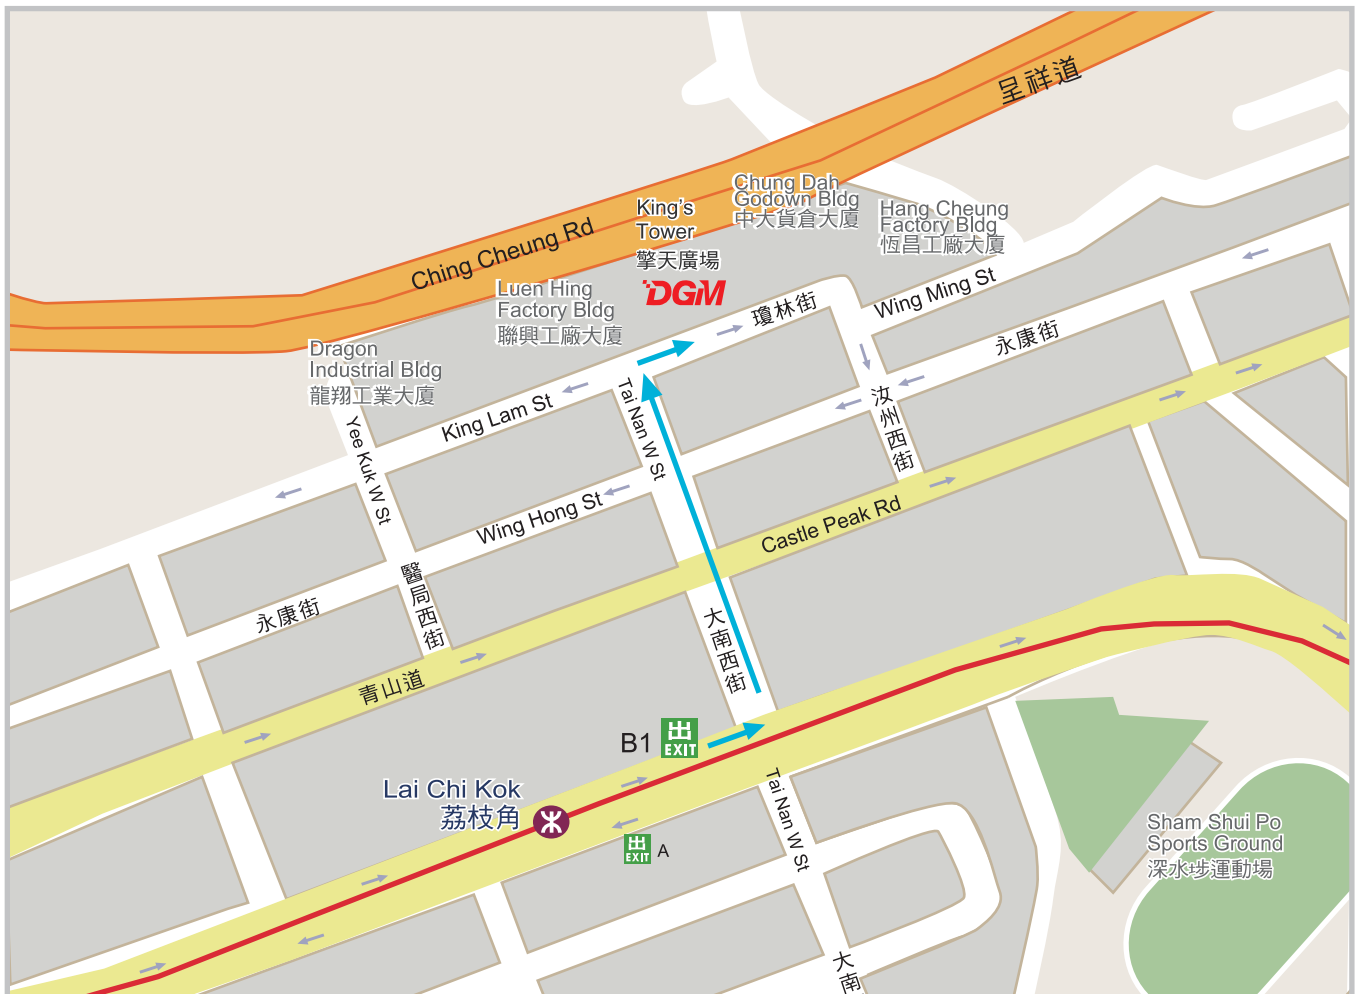 呈祥道
Chung Dah
Godown Bldg
中大貨倉大廈
King's
Tower
擎天廣場
DGM
Hang Cheung
Factory Bldg
恆昌工廠大廈
Ching Cheung Rd
Luen Hing
Factory Bldg
聯興工廠大廈
Wing Ming St
瓊林街
永康街
Dragon
Industrial Bldg
龍翔工業大廈
King Lam St
Tai Nan W St
汝州西街
Yee Kuk W St
Wing Hong St
Castle Peak Rd
醫局西街
永康街
大南西街
青山道
B1
出
EXIT
Lai Chi Kok
荔枝角
Tai Nan W St
出
EXIT
A
Sham Shui Po
Sports Ground
深水埗運動場
大南